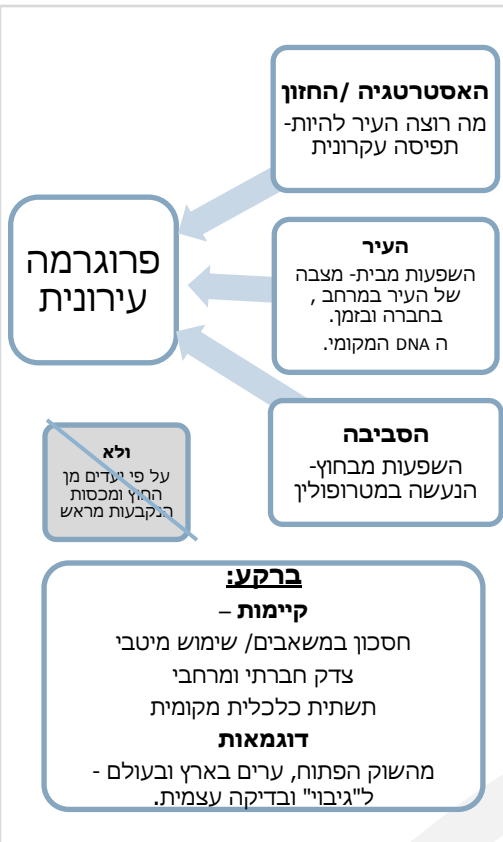 האסטרטגיה /החזון
מה רוצה העיר להיות-
תפיסה עקרונית
העיר
השפעות מבית- מצבה
של העיר במרחב ,
בחברה ובזמן.
ה DNA המקומי.
פרוגרמה
עירונית
הסביבה
השפעות מבחוץ-
הנעשה במטרופולין
ולא
על פי יעדים מן
החוץ ומכסות
הנקבעות מראש
ברקע:
קיימות –
חסכון במשאבים/ שימוש מיטבי
צדק חברתי ומרחבי
תשתית כלכלית מקומית
דוגמאות
מהשוק הפתוח, ערים בארץ ובעולם -
ל"גיבוי" ובדיקה עצמית.